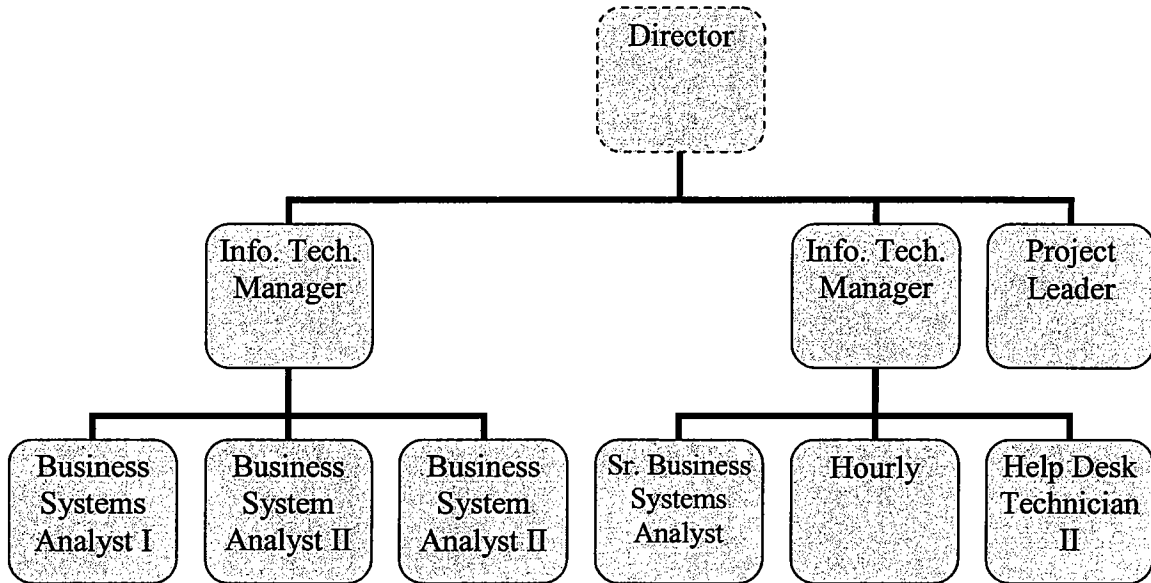 Director
Info. Tech.
Manager
Info. Tech.
Manager
Project
Leader
Business
Systems
Analyst I
Business
System
Analyst II
Business
System
Analyst II
Sr. Business
Systems
Analyst
Hourly
Help Desk
Technician
II